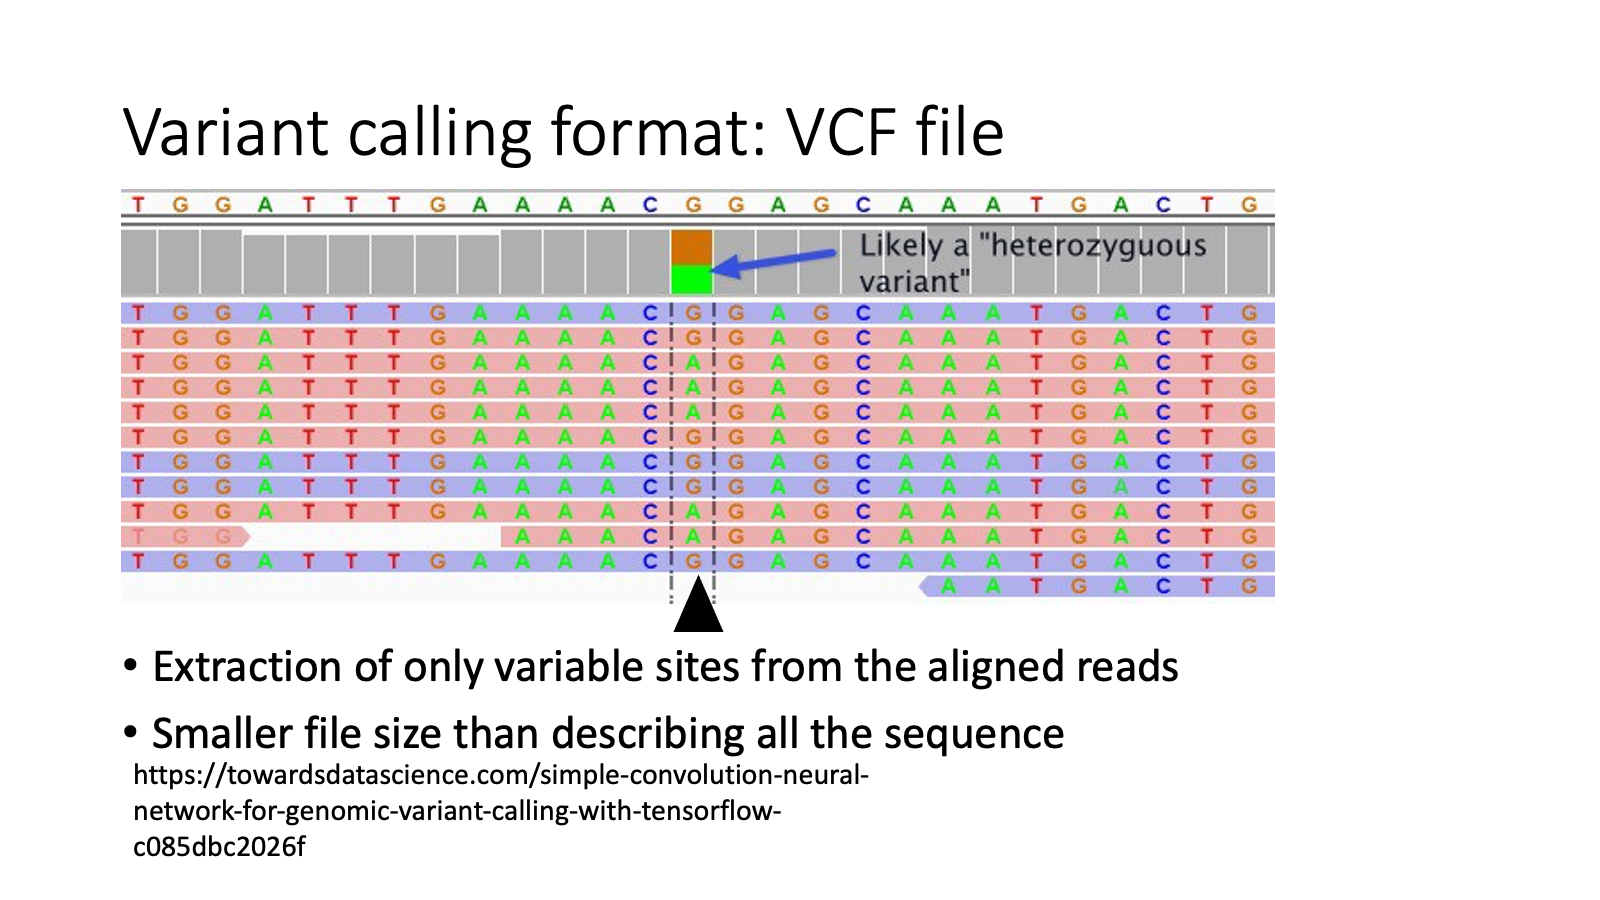 Variant calling format: VCF file
T G G A T T T G A A A A C G G A G C A A A T G A C T G
Likely a "heterozyguous
variant"
T G G A T T T G A A A A C G G A G C A A A T G A C T G
T G G A T T T G A A A A C G G A G C A A A T G A C T G
T G G A T T T G A A A A C A G A G C A A A T G A C T G
T G G A T T T G A A A A C A G A G C A A A T G A C T G
T G G A T T T G A A A A C A G A G C A A A T G A C T G
T G G A T T T G A A A A C G G A G C A A A T G A C T G
T G G A T T T G A A A A C G G A G C A A A T G A C T G
T G G A T T T G A A A A C G G A G C A A A T G A C T G
T G G A T T T G A A A A C A G A G C A A A T G A C T G
T G G A A A C A G A G C A A A T G A C T G
T G G A T T T G A A A A C G G A G C A A A T G A C T G
A A T G A C T G
• Extraction of only variable sites from the aligned reads
• Smaller file size than describing all the sequence
https://towardsdatascience.com/simple-convolution-neural-
network-for-genomic-variant-calling-with-tensorflow-
c085dbc2026f